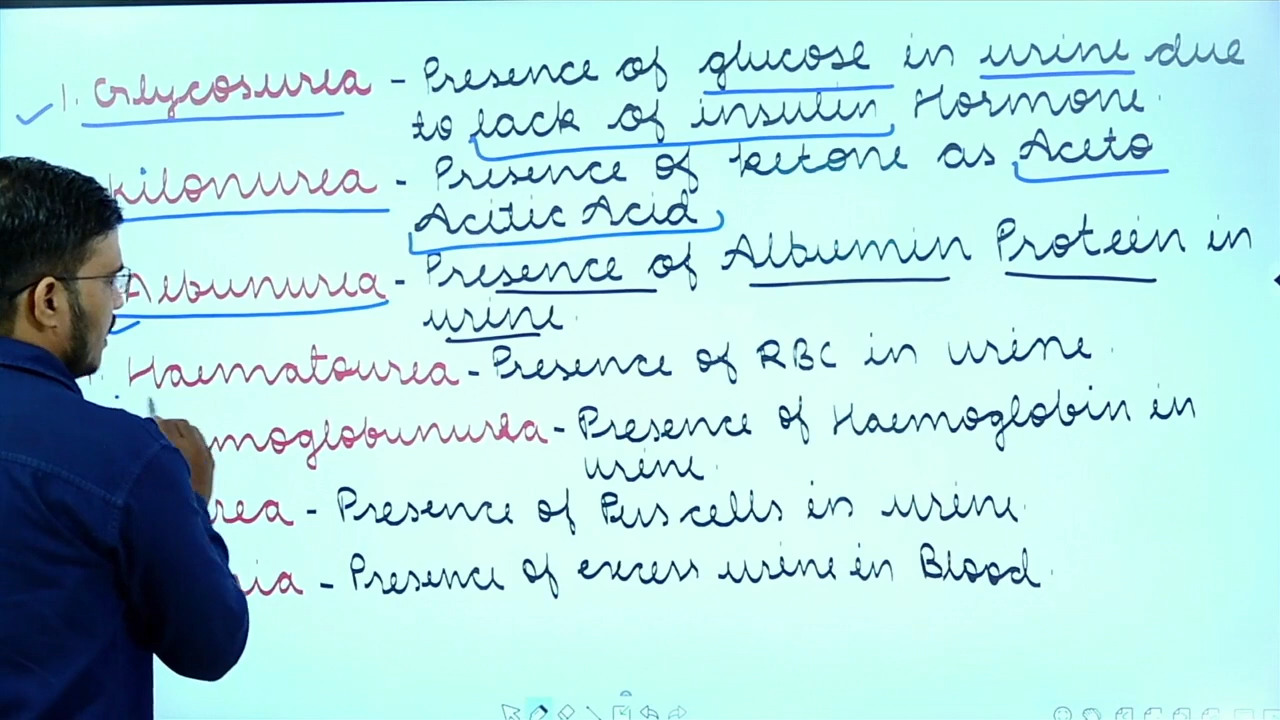 1. Glycosurea - Presence of glucose in urine due
to lack of insulin Hormone.
kilonurea - Presence of ketone as Aceto
Acitic Acid
Albunurea - Presence of Albumin Protein in
urine.
Haematourea - Presence of RBC in urine.
moglobunurea - Presence of Haemoglobin in
urine.
rea - Presence of Pus cells in urine.
ia - Presence of excess urine in Blood.